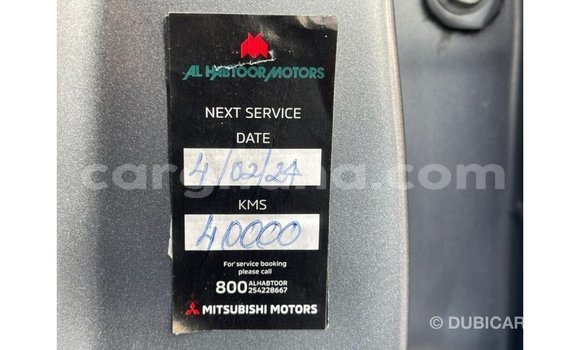 AL HABTOOR MOTORS
NEXT SERVICE
DATE
4/02/24
carghana.com
KMS
40000
For service booking
please call
800 ALHABTOOR
254228667
MITSUBISHI MOTORS
© DUBICAR